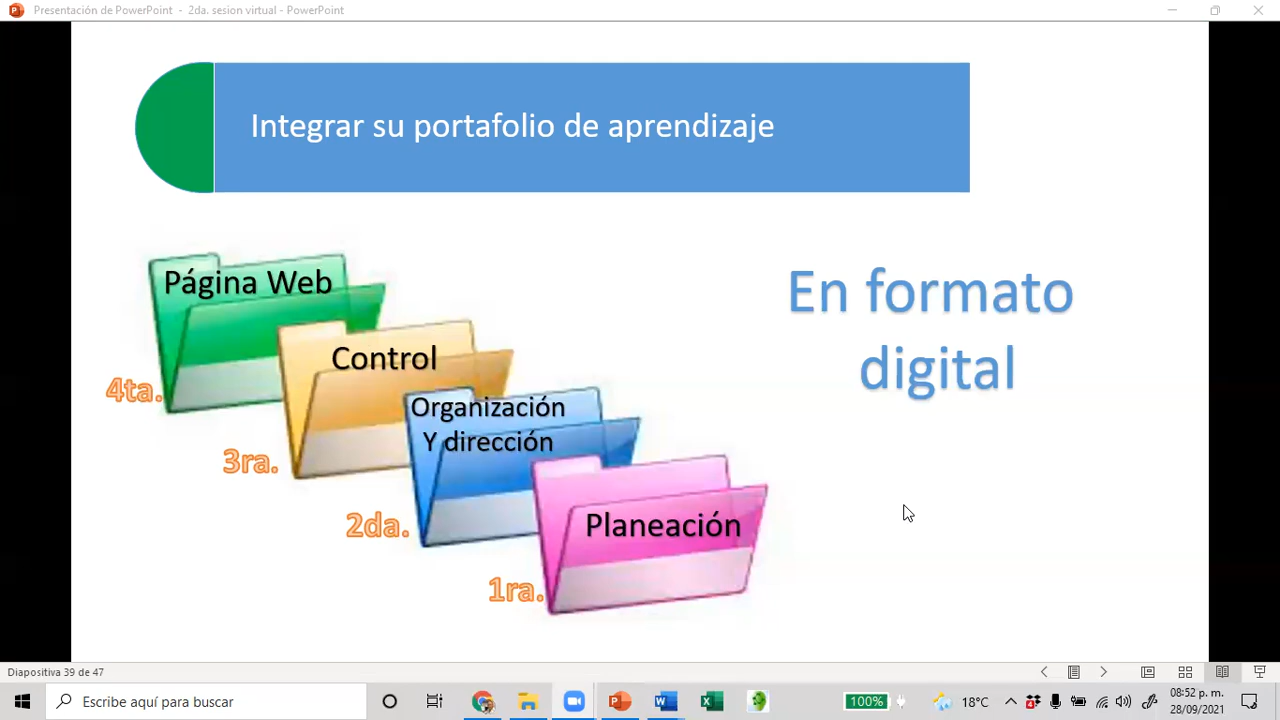 Presentación de PowerPoint - 2da. sesion virtual - PowerPoint
Integrar su portafolio de aprendizaje
Página Web
En formato
digital
Control
4ta.
Organización
Y dirección
3ra.
2da.
Planeación
1ra.
Diapositiva 39 de 47
Escribe aquí para buscar
100%
18°C
4
08:52 p. m.
28/09/2021